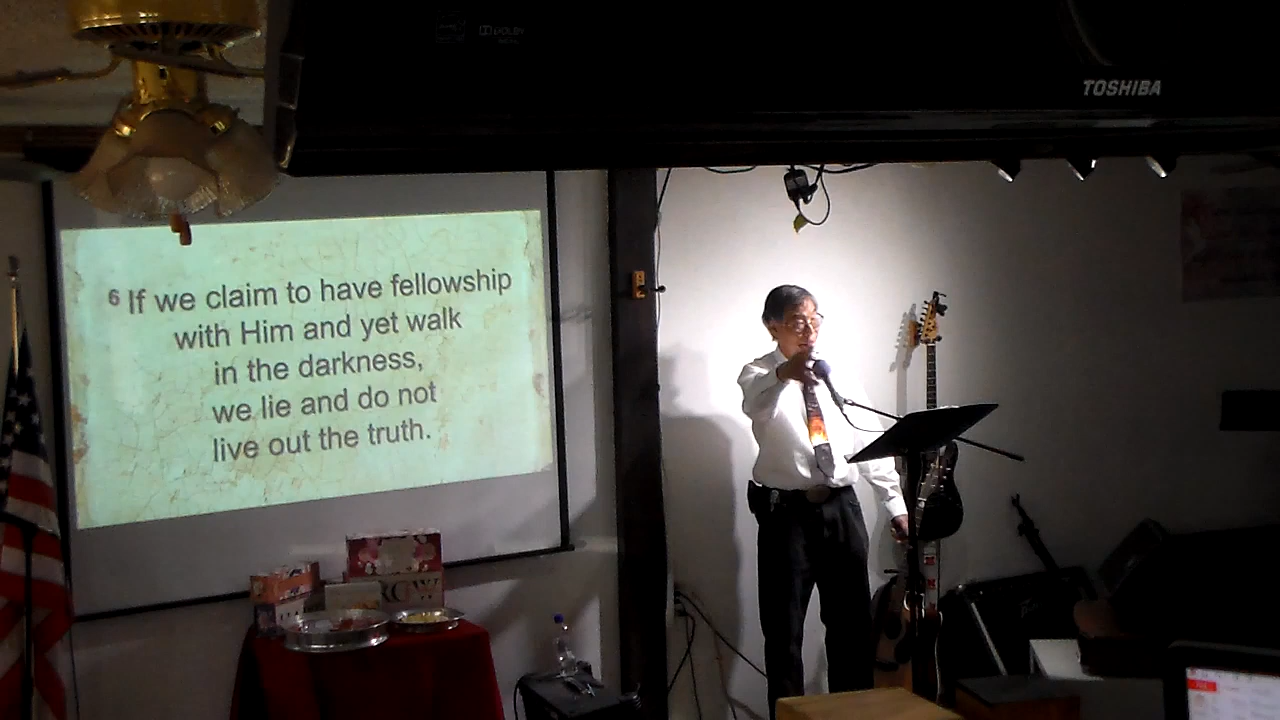 DOLBY
TOSHIBA
6 If we claim to have fellowship
with Him and yet walk
in the darkness,
we lie and do not
live out the truth.